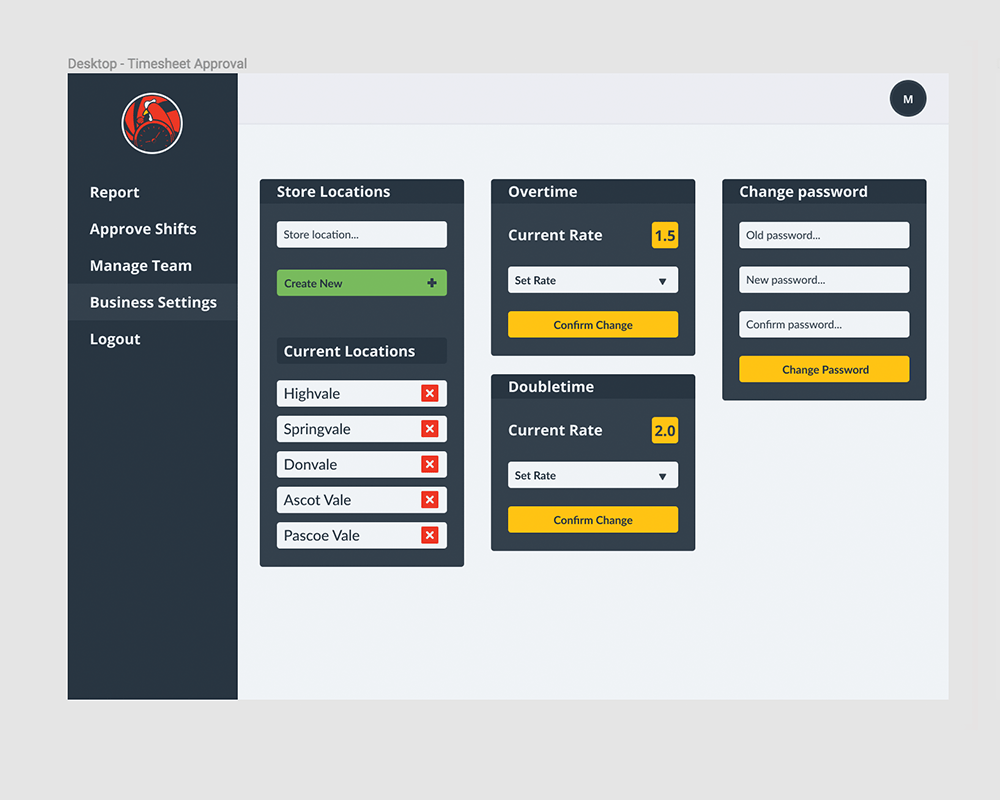 Desktop - Timesheet Approval
M
Report
Approve Shifts
Manage Team
Business Settings
Logout
Store Locations
Store location...
Create New
Current Locations
Highvale
Springvale
Donvale
Ascot Vale
Pascoe Vale
Overtime
Current Rate 1.5
Set Rate
Confirm Change
Doubletime
Current Rate 2.0
Set Rate
Confirm Change
Change password
Old password...
New password...
Confirm password...
Change Password